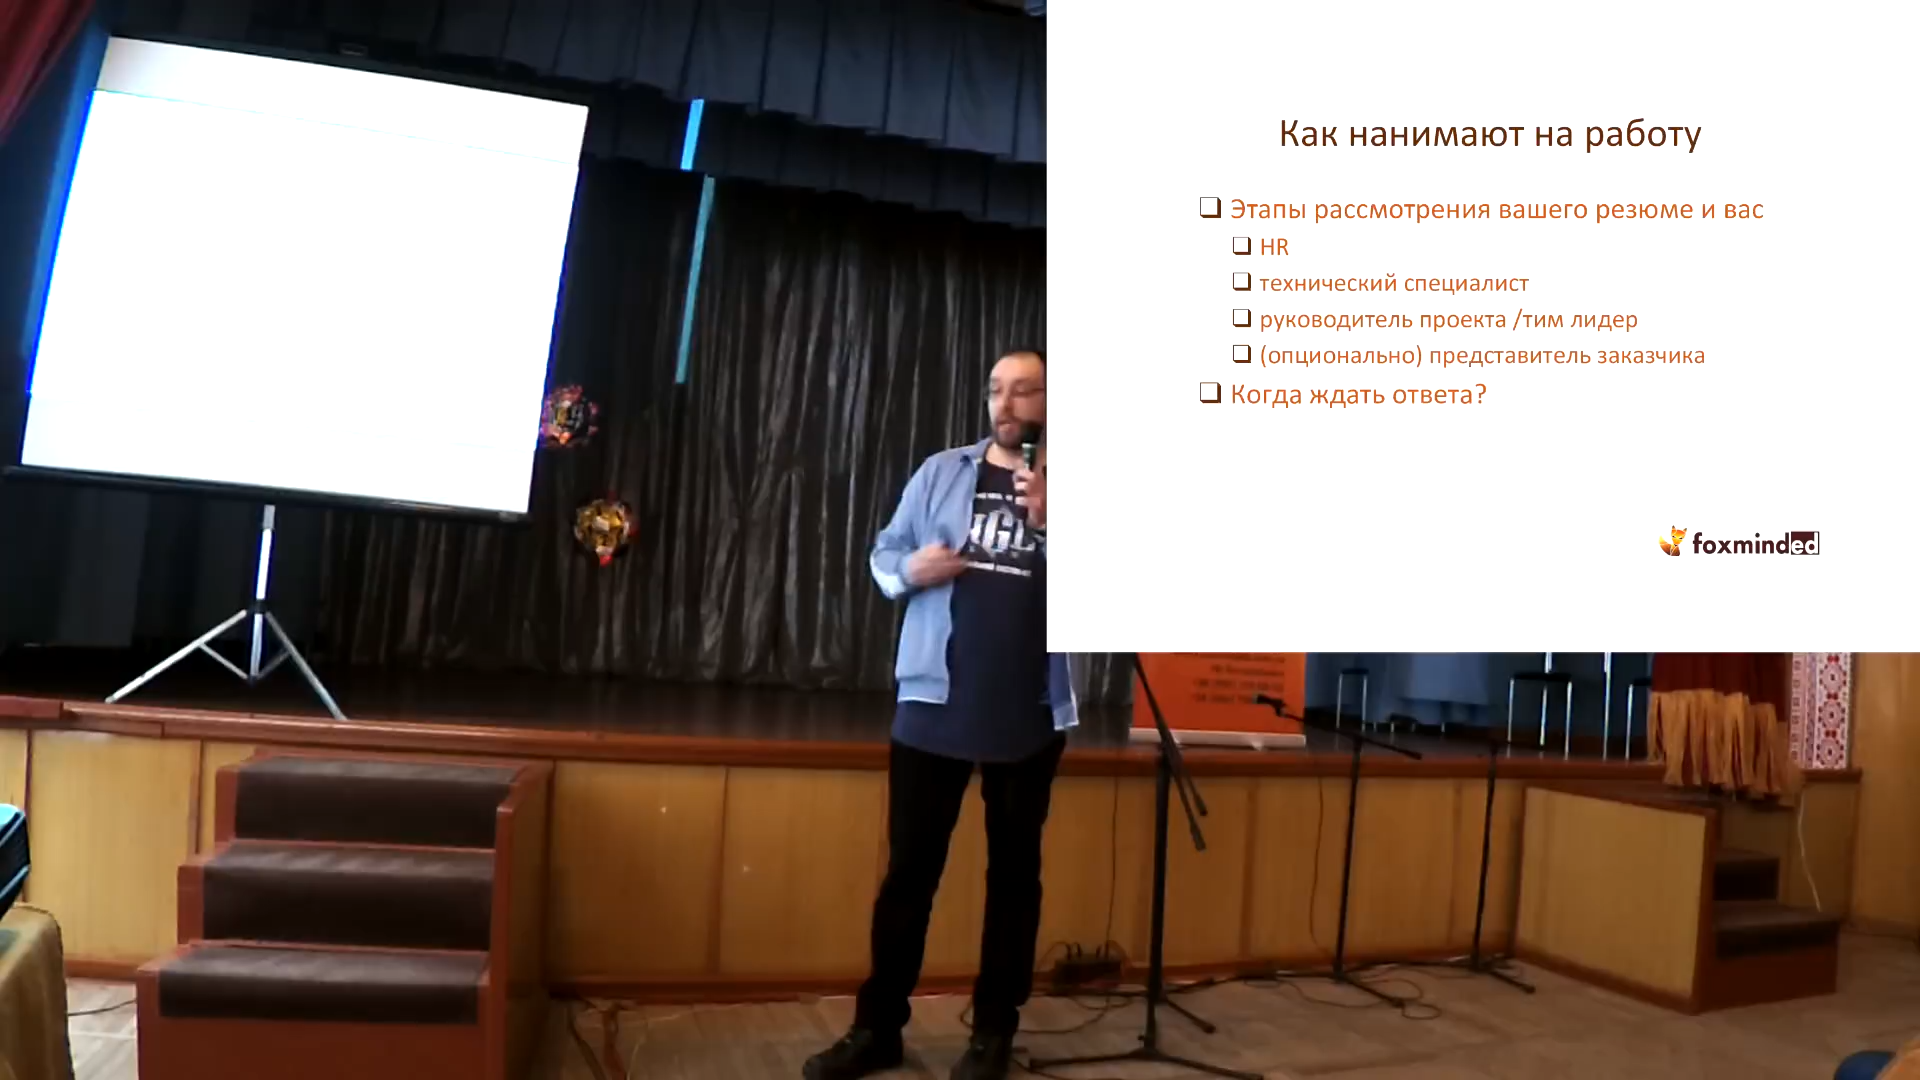 Как нанимают на работу
Этапы рассмотрения вашего резюме и вас
HR
технический специалист
руководитель проекта /тим лидер
(опционально) представитель заказчика
Когда ждать ответа?
foxminded